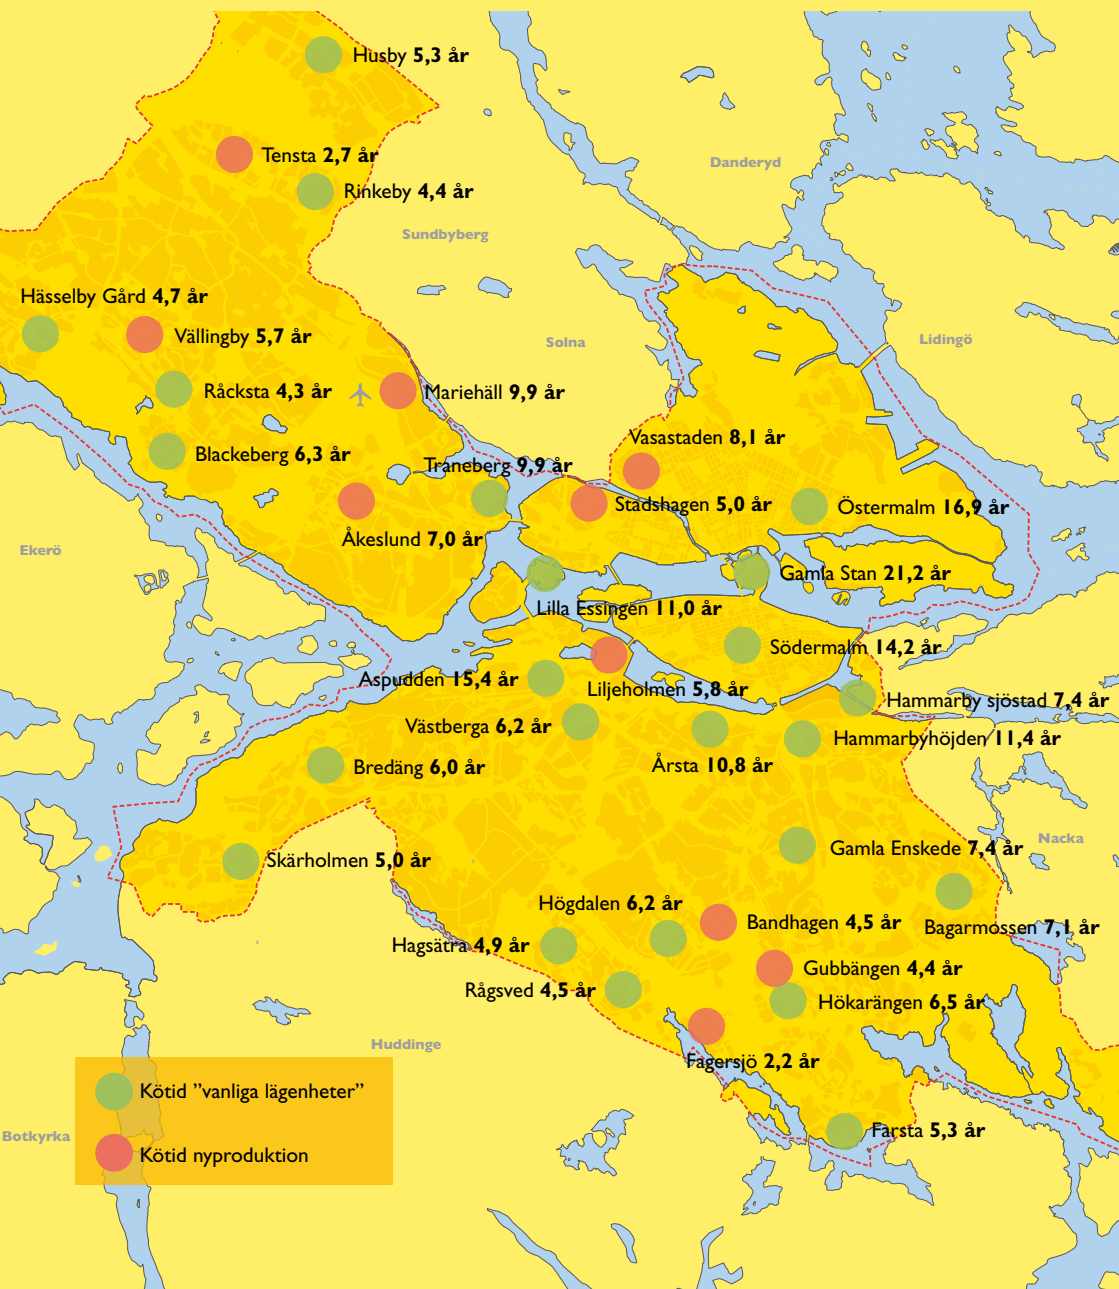 Husby 5,3 år
Tensta 2,7 år
Danderyd
Rinkeby 4,4 år
Sundbyberg
Hässelby Gård 4,7 år
Vällingby 5,7 år
Solna
Lidingö
Råcksta 4,3 år
Mariehäll 9,9 år
Vasastaden 8,1 år
Blackeberg 6,3 år
Traneberg 9,9 år
Stadshagen 5,0 år
Östermalm 16,9 år
Åkeslund 7,0 år
Ekerö
Gamla Stan 21,2 år
Lilla Essingen 11,0 år
Södermalm 14,2 år
Aspudden 15,4 år
Liljeholmen 5,8 år
Hammarby sjöstad 7,4 år
Västberga 6,2 år
Hammarbyhöjden 11,4 år
Årsta 10,8 år
Bredäng 6,0 år
Nacka
Gamla Enskede 7,4 år
Skärholmen 5,0 år
Högdalen 6,2 år
Bandhagen 4,5 år
Bagarmossen 7,1 år
Hagsätra 4,9 år
Gubbängen 4,4 år
Rågsved 4,5 år
Hökarängen 6,5 år
Huddinge
Fagersjö 2,2 år
Kötid ”vanliga lägenheter”
Farsta 5,3 år
Botkyrka
Kötid nyproduktion